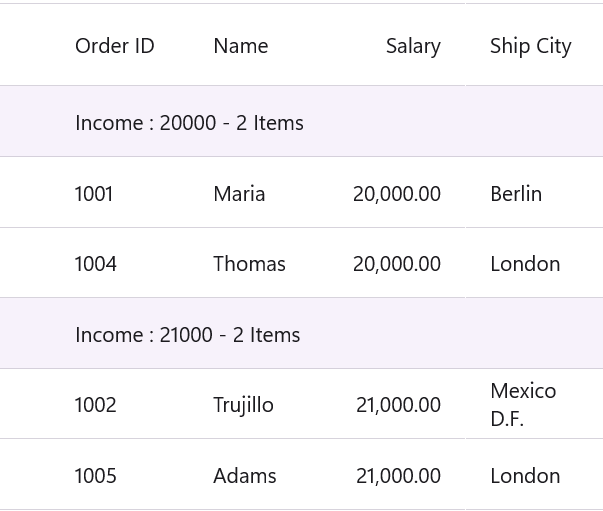 Order ID Name Salary Ship City
Income : 20000 - 2 Items
1001 Maria 20,000.00 Berlin
1004 Thomas 20,000.00 London
Income : 21000 - 2 Items
1002 Trujillo 21,000.00 Mexico
D.F.
1005 Adams 21,000.00 London